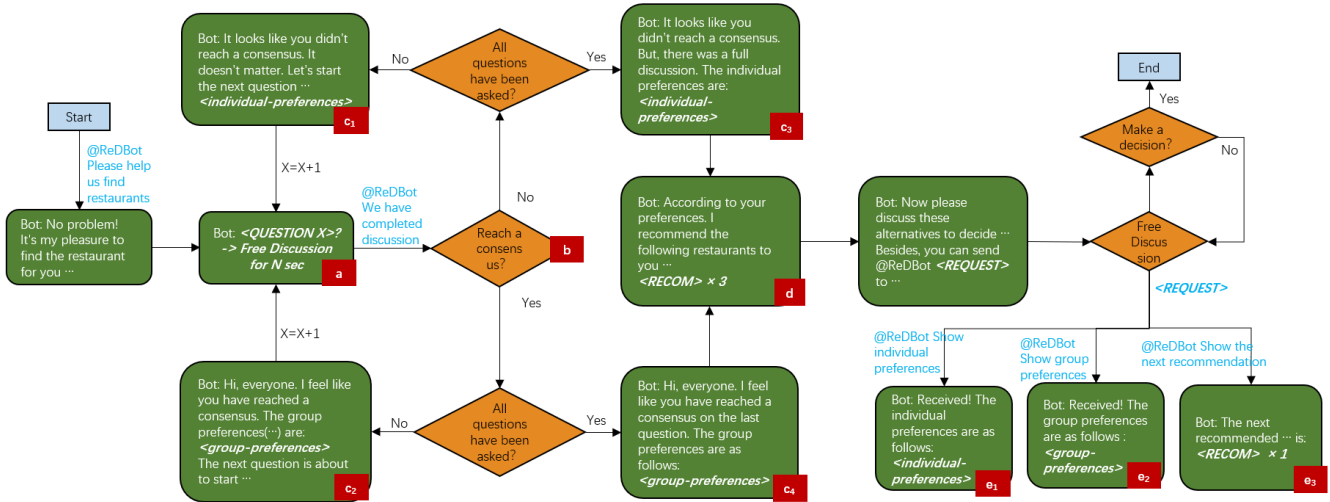 Start
@ReDBot
Please help
us find
restaurants
Bot: No problem!
It's my pleasure to
find the restaurant
for you ···
Bot: It looks like you didn't
reach a consensus. It
doesn't matter. Let's start
the next question ···
<individual-preferences>
c1
X=X+1
Bot: <QUESTION X>?
-> Free Discussion
for N sec
a
X=X+1
Bot: Hi, everyone. I feel like
you have reached a
consensus. The group
preferences(···) are:
<group-preferences>
The next question is about
to start ···
c2
@ReDBot
We have
completed
discussion
No
All
questions
have been
asked?
Yes
No
Reach a
consens
us?
b
Yes
No
All
questions
have been
asked?
Yes
Bot: It looks like you
didn't reach a consensus.
But, there was a full
discussion. The individual
preferences are:
<individual-
preferences>
c3
Bot: According to your
preferences. I
recommend the
following restaurants to
you ···
<RECOM> × 3
d
Bot: Hi, everyone. I feel
like you have reached a
consensus on the last
question. The group
preferences are as
follows:
<group-preferences>
c4
Bot: Now please
discuss these
alternatives to decide ···
Besides, you can send
@ReDBot <REQUEST>
to ···
End
Yes
Make a
decision?
No
Free
Discus
sion
<REQUEST>
@ReDBot Show
individual
preferences
@ReDBot
Show group
preferences
@ReDBot Show the
next recommendation
Bot: Received! The
individual
preferences are as
follows:
<individual-
preferences>
e1
Bot: Received! The
group preferences
are as follows :
<group-
preferences>
e2
Bot: The next
recommended ··· is:
<RECOM> × 1
e3